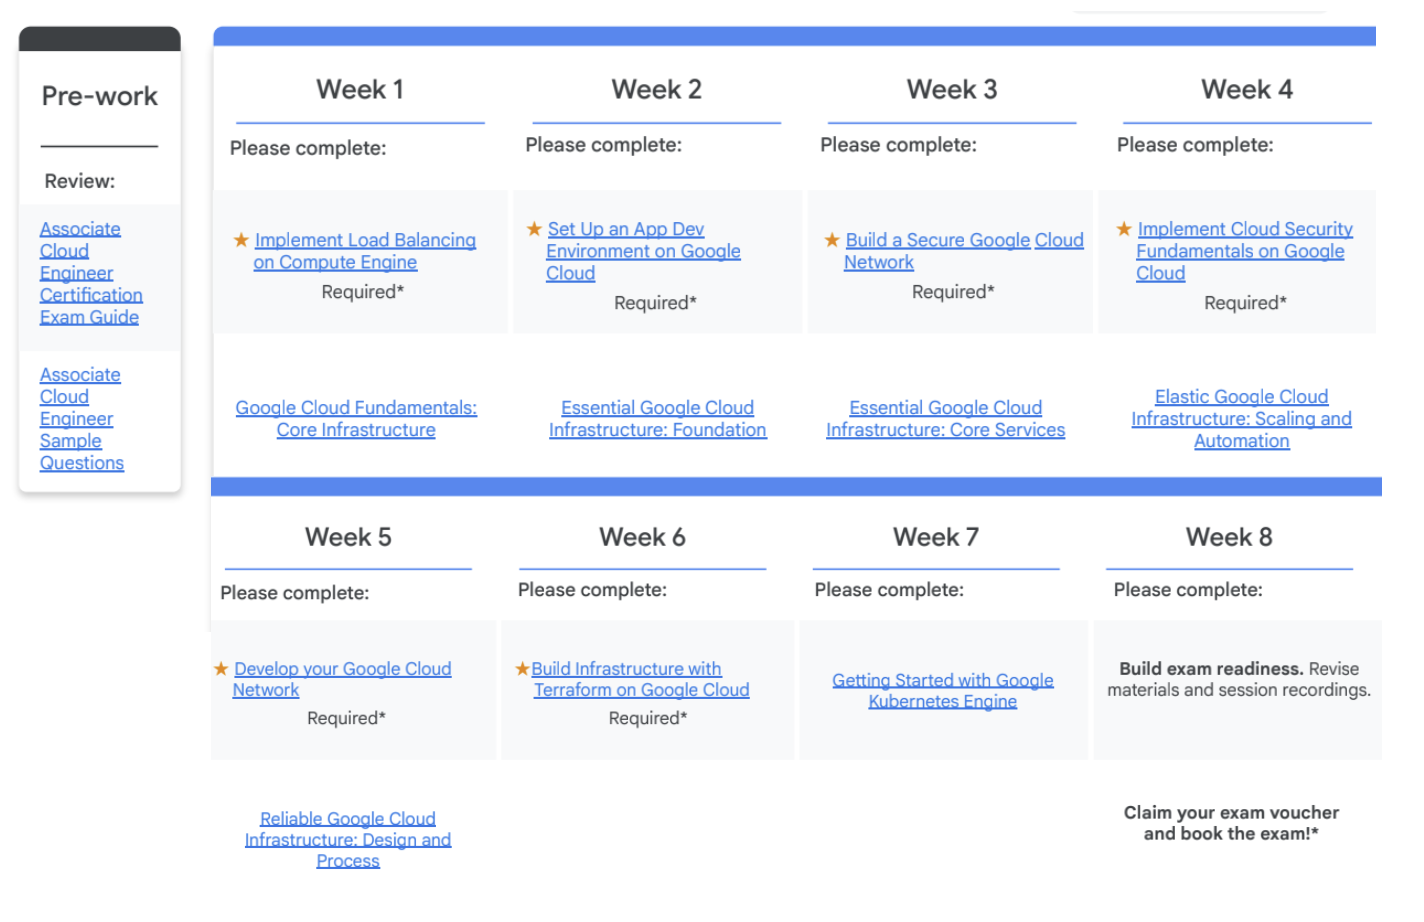 Pre-work
Review:
Associate
Cloud
Engineer
Certification
Exam Guide
Associate
Cloud
Engineer
Sample
Questions
Week 1
Please complete:
★ Implement Load Balancing
on Compute Engine
Required*
Google Cloud Fundamentals:
Core Infrastructure
Week 2
Please complete:
★ Set Up an App Dev
Environment on Google
Cloud
Required*
Essential Google Cloud
Infrastructure: Foundation
Week 3
Please complete:
★ Build a Secure Google Cloud
Network
Required*
Essential Google Cloud
Infrastructure: Core Services
Week 4
Please complete:
★ Implement Cloud Security
Fundamentals on Google
Cloud
Required*
Elastic Google Cloud
Infrastructure: Scaling and
Automation
Week 5
Please complete:
★ Develop your Google Cloud
Network
Required*
Reliable Google Cloud
Infrastructure: Design and
Process
Week 6
Please complete:
★ Build Infrastructure with
Terraform on Google Cloud
Required*
Week 7
Please complete:
Getting Started with Google
Kubernetes Engine
Week 8
Please complete:
Build exam readiness. Revise
materials and session recordings.
Claim your exam voucher
and book the exam!*